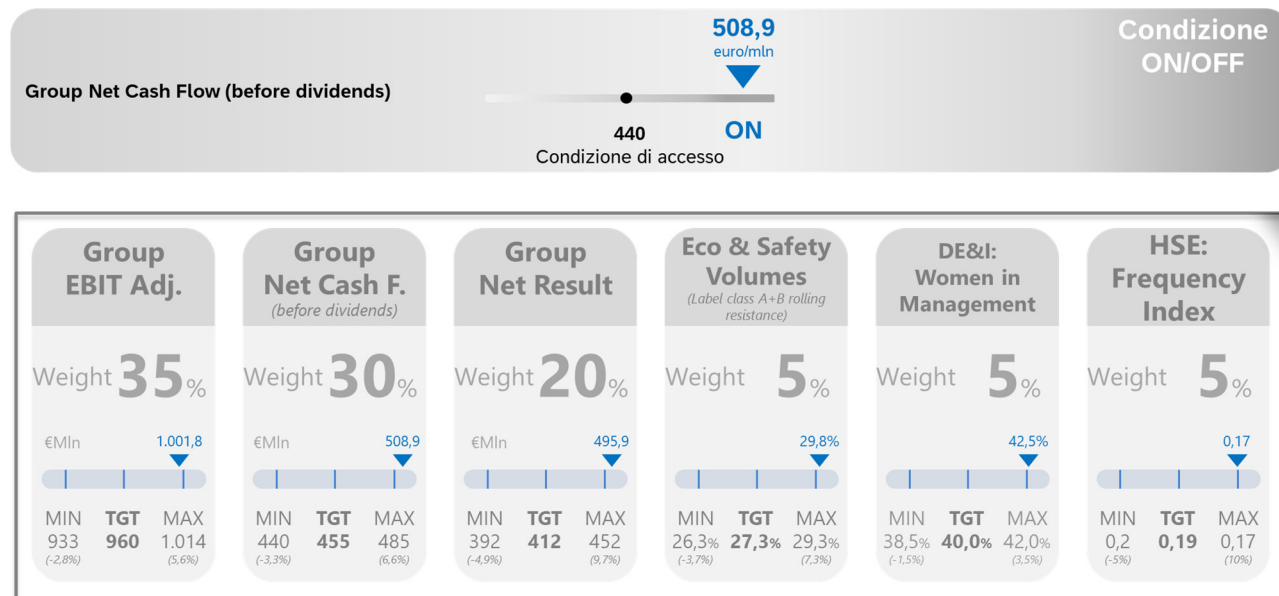 508,9
euro/mln
Condizione
ON/OFF
Group Net Cash Flow (before dividends)
440
ON
Condizione di accesso
Group
EBIT Adj.
Weight 35%
€Mln 1.001,8
MIN TGT MAX
933 960 1.014
(-2,8%) (5,6%)
Group
Net Cash F.
(before dividends)
Weight 30%
€Mln 508,9
MIN TGT MAX
440 455 485
(-3,3%) (6,6%)
Group
Net Result
Weight 20%
€Mln 495,9
MIN TGT MAX
392 412 452
(-4,9%) (9,7%)
Eco & Safety
Volumes
(Label class A+B rolling
resistance)
Weight 5%
29,8%
MIN TGT MAX
26,3% 27,3% 29,3%
(-3,7%) (7,3%)
DE&I:
Women in
Management
Weight 5%
42,5%
MIN TGT MAX
38,5% 40,0% 42,0%
(-1,5%) (3,5%)
HSE:
Frequency
Index
Weight 5%
0,17
MIN TGT MAX
0,2 0,19 0,17
(-5%) (10%)